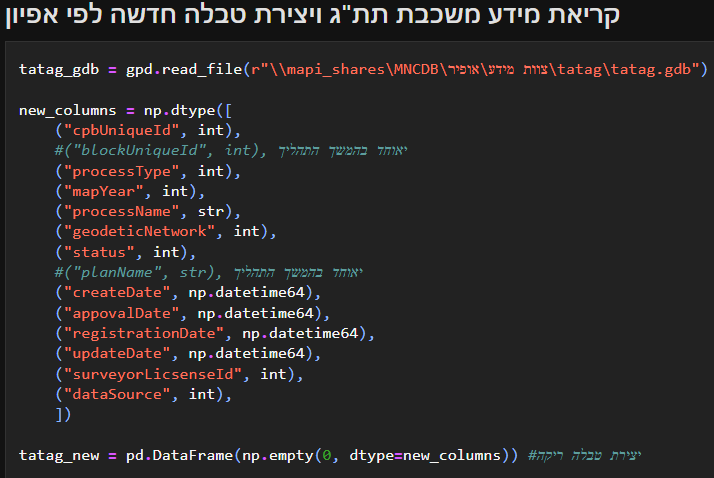 קריאת מידע משכבת תת"ג ויצירת טבלה חדשה לפי אפיון
tatag_gdb = gpd.read_file(r"\\mapi_shares\MNCDB\צוות מידע\אופיר\tatag\tatag.gdb")
new_columns = np.dtype([
("cpbUniqueId", int),
#("blockUniqueId", int), יאוחד בהמשך התהליך
("processType", int),
("mapYear", int),
("processName", str),
("geodeticNetwork", int),
("status", int),
#("planName", str), יאוחד בהמשך התהליך
("createDate", np.datetime64),
("appovalDate", np.datetime64),
("registrationDate", np.datetime64),
("updateDate", np.datetime64),
("surveyorLicsenseId", int),
("dataSource", int),
])
tatag_new = pd.DataFrame(np.empty(0, dtype=new_columns)) #יצירת טבלה ריקה